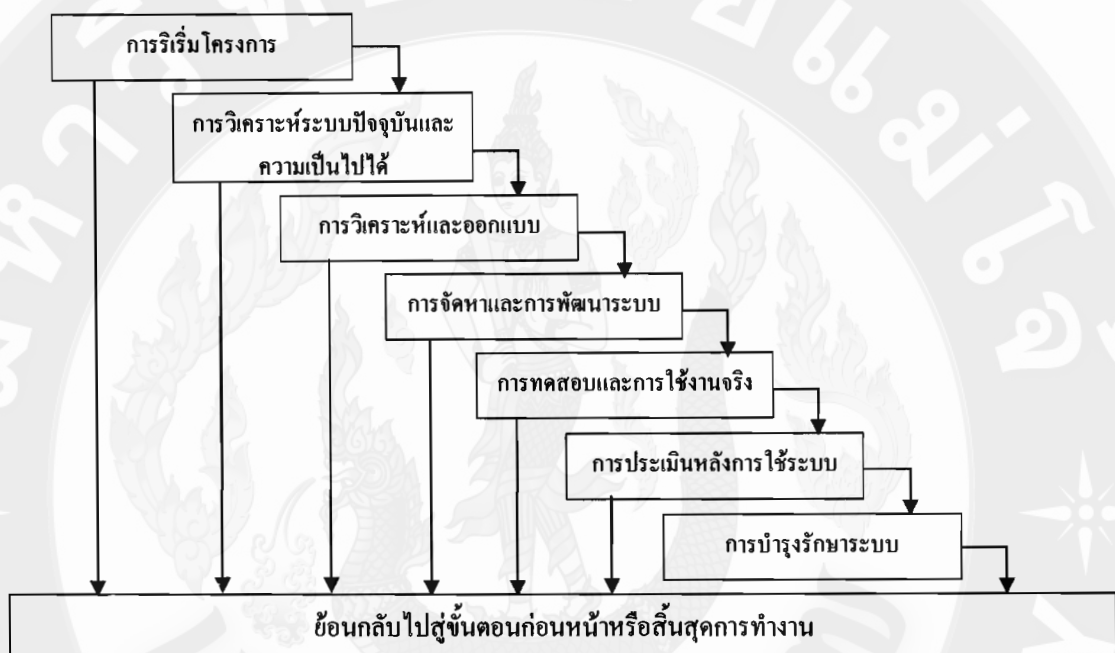 การริเริ่มโครงการ
การวิเคราะห์ระบบปัจจุบันและ
ความเป็นไปได้
การวิเคราะห์และออกแบบ
การจัดหาและการพัฒนาระบบ
การทดสอบและการใช้งานจริง
การประเมินหลังการใช้ระบบ
การบำรุงรักษาระบบ
ย้อนกลับไปสู่ขั้นตอนก่อนหน้าหรือสิ้นสุดการทำงาน